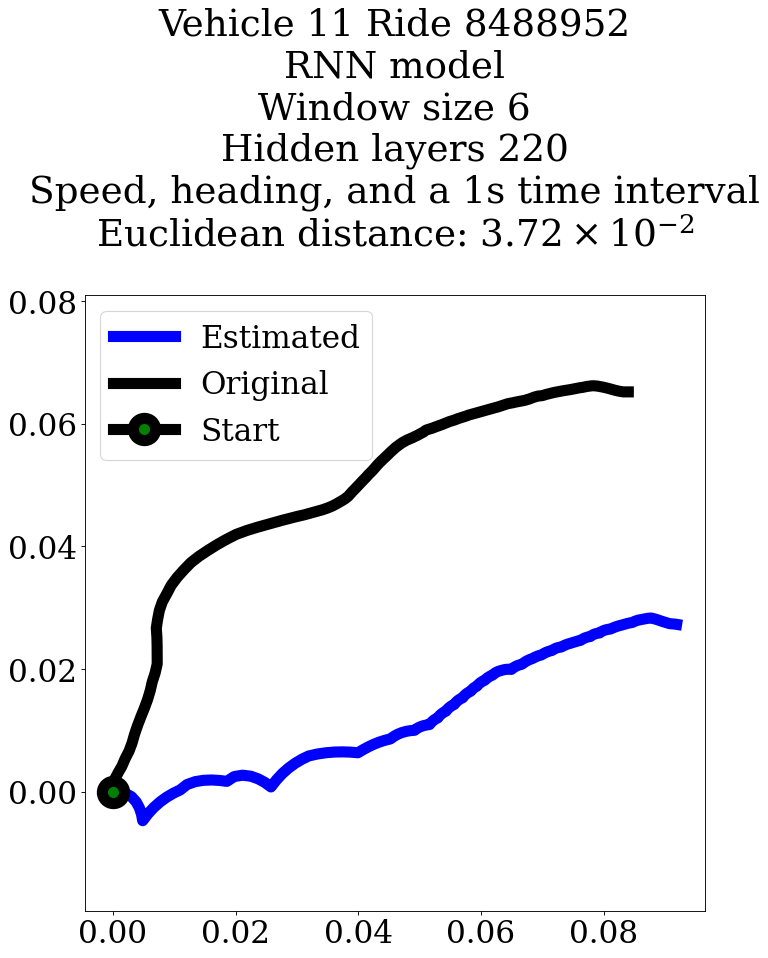 Vehicle 11 Ride 8488952
RNN model
Window size 6
Hidden layers 220
Speed, heading, and a 1s time interval
Euclidean distance: 3.72 × 10⁻²
0.08
Estimated
Original
Start
0.06
0.04
0.02
0.00
0.00 0.02 0.04 0.06 0.08